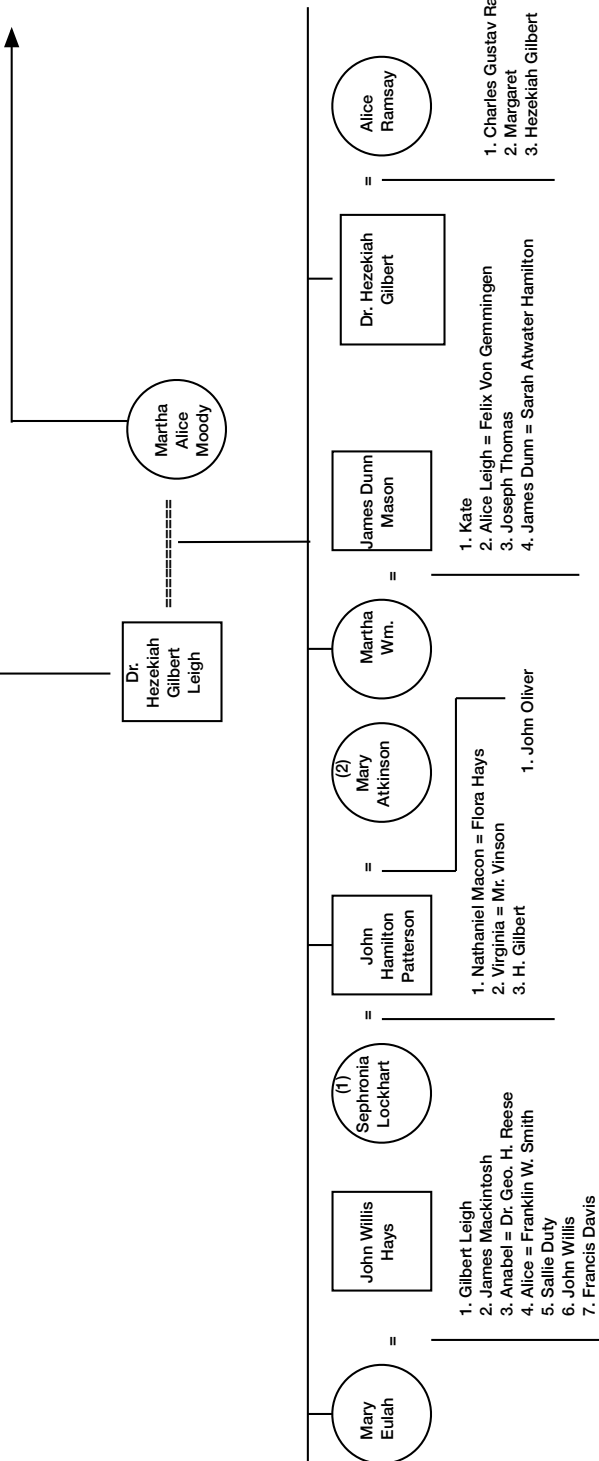 Dr.
Hezekiah
Gilbert
Leigh
===========
Martha
Alice
Moody
Mary
Eulah
=
John Willis
Hays
1. Gilbert Leigh
2. James Mackintosh
3. Anabel = Dr. Geo. H. Reese
4. Alice = Franklin W. Smith
5. Sallie Duty
6. John Willis
7. Francis Davis
(1)
Sephronia
Lockhart
=
John
Hamilton
Patterson
=
(2)
Mary
Atkinson
1. Nathaniel Macon = Flora Hays
2. Virginia = Mr. Vinson
3. H. Gilbert
1. John Oliver
Martha
Wm.
=
James Dunn
Mason
1. Kate
2. Alice Leigh = Felix Von Gemmingen
3. Joseph Thomas
4. James Dunn = Sarah Atwater Hamilton
Dr. Hezekiah
Gilbert
=
Alice
Ramsay
1. Charles Gustav Ra
2. Margaret
3. Hezekiah Gilbert